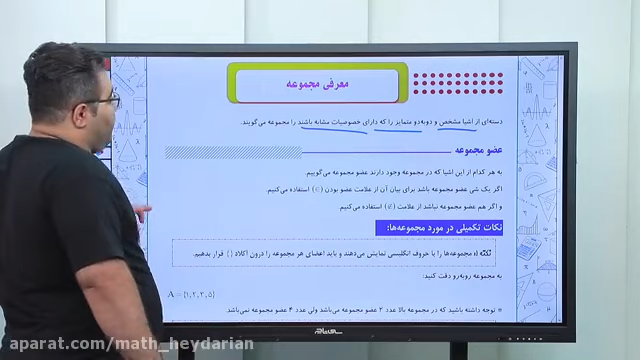 معرفی مجموعه
دسته‌ای از اشیا مشخص و دوبه‌دو متمایز را که دارای خصوصیات مشابه باشند را مجموعه می‌گویند.
عضو مجموعه
به هر کدام از این اشیا که در مجموعه وجود دارند عضو مجموعه می‌گوییم.
اگر یک شی عضو مجموعه باشد برای بیان آن از علامت عضو بودن (∈) استفاده می‌کنیم.
و اگر هم عضو مجموعه نباشد از علامت (∉) استفاده می‌کنیم
نکات تکمیلی در مورد مجموعه‌ها:
نکته ۱: مجموعه‌ها را با حروف انگلیسی نمایش می‌دهند و باید اعضای هر مجموعه را درون آکلاد { } قرار بدهیم.
به مجموعه رو‌به‌رو دقت کنید:
A = {۱,۲,۳,۵}
توجه داشته باشید که در مجموعه بالا عدد ۲ عضو مجموعه می‌باشد ولی عدد ۴ عضو مجموعه نمی‌باشد.
aparat.com/math_heydarian